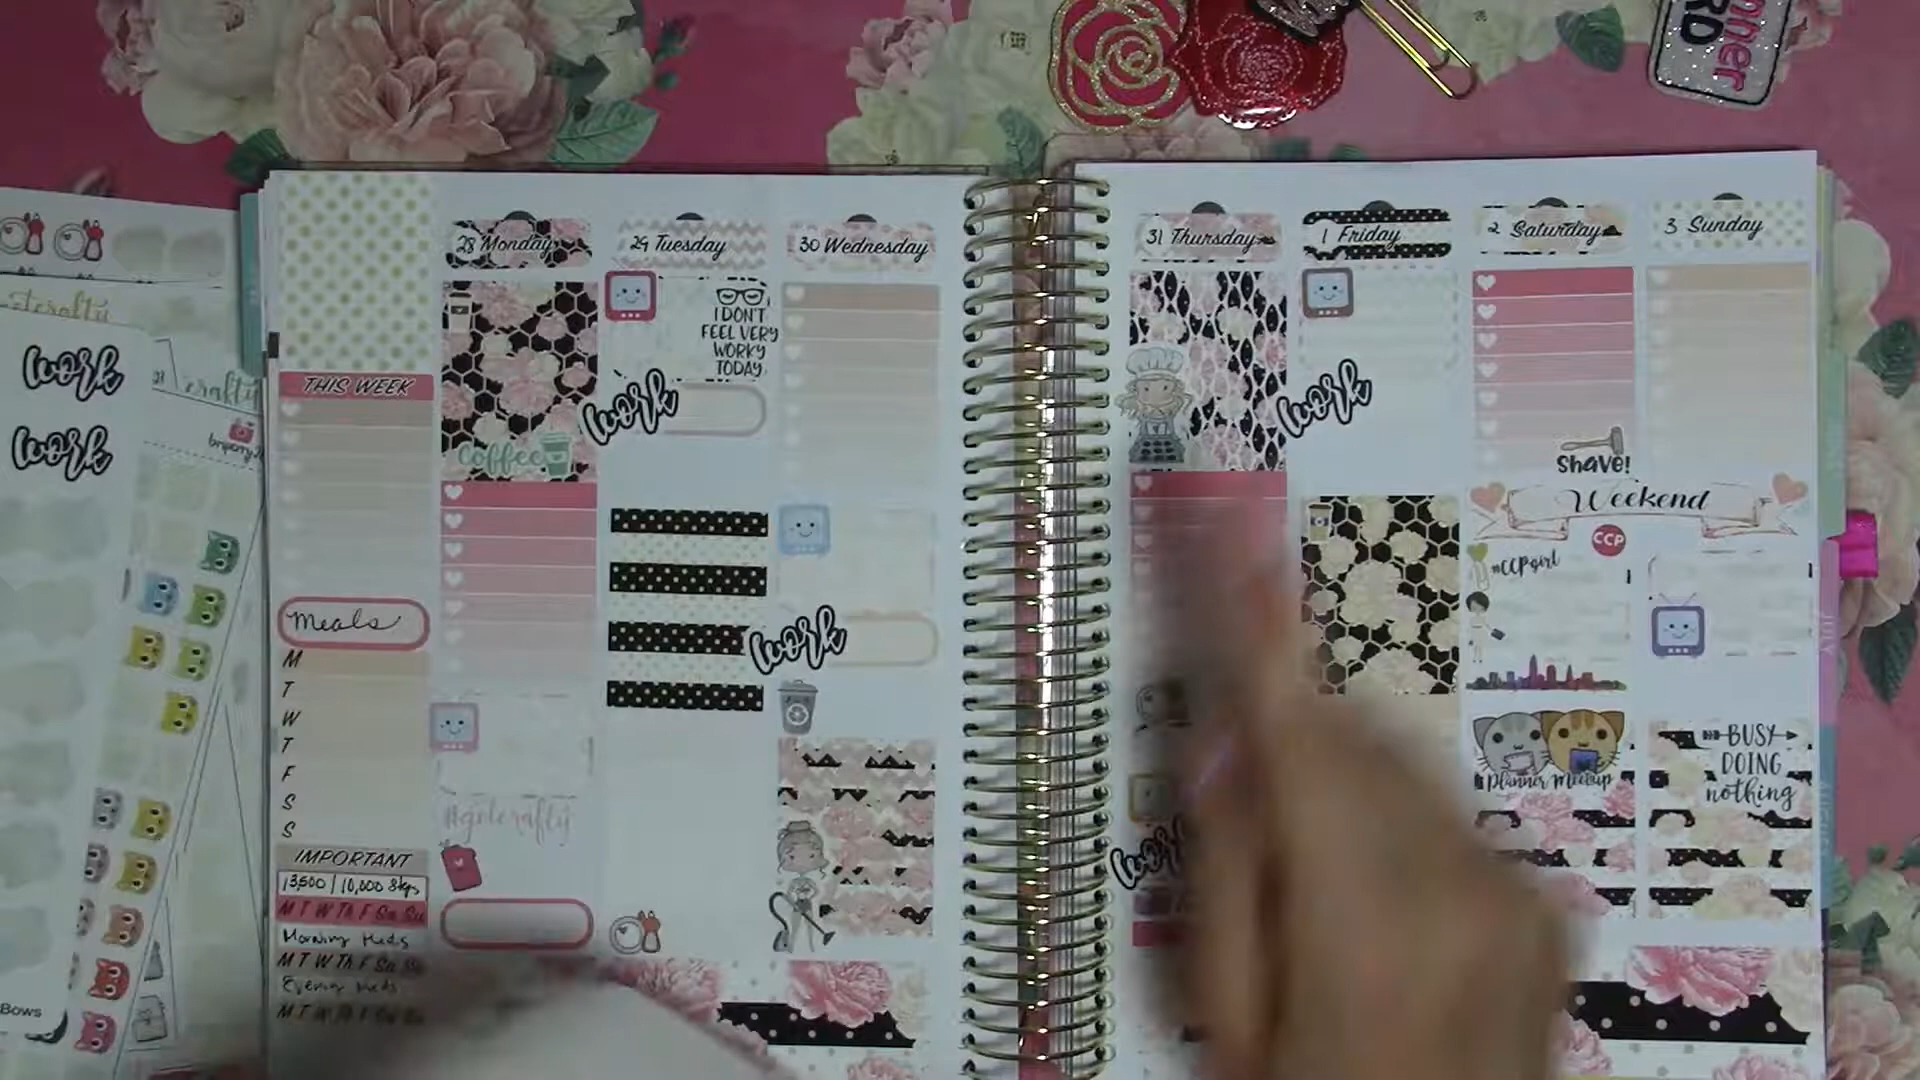 28 Monday
29 Tuesday
30 Wednesday
31 Thursday
1 Friday
2 Saturday
3 Sunday
work
work
THIS WEEK
Meals
M
T
W
T
F
S
S
IMPORTANT
13,500 / 10,000 Steps
M T W Th F Sa Su
Morning Meds
M T W Th F Sa Su
Evening Meds
M T W Th F Sa Su
Coffee
#getcrafty
I DON'T
FEEL VERY
WORKY
TODAY
work
work
work
work
Shave!
Weekend
CCP
#CCPgirl
Planner Meetup
BUSY
DOING
nothing
Bows